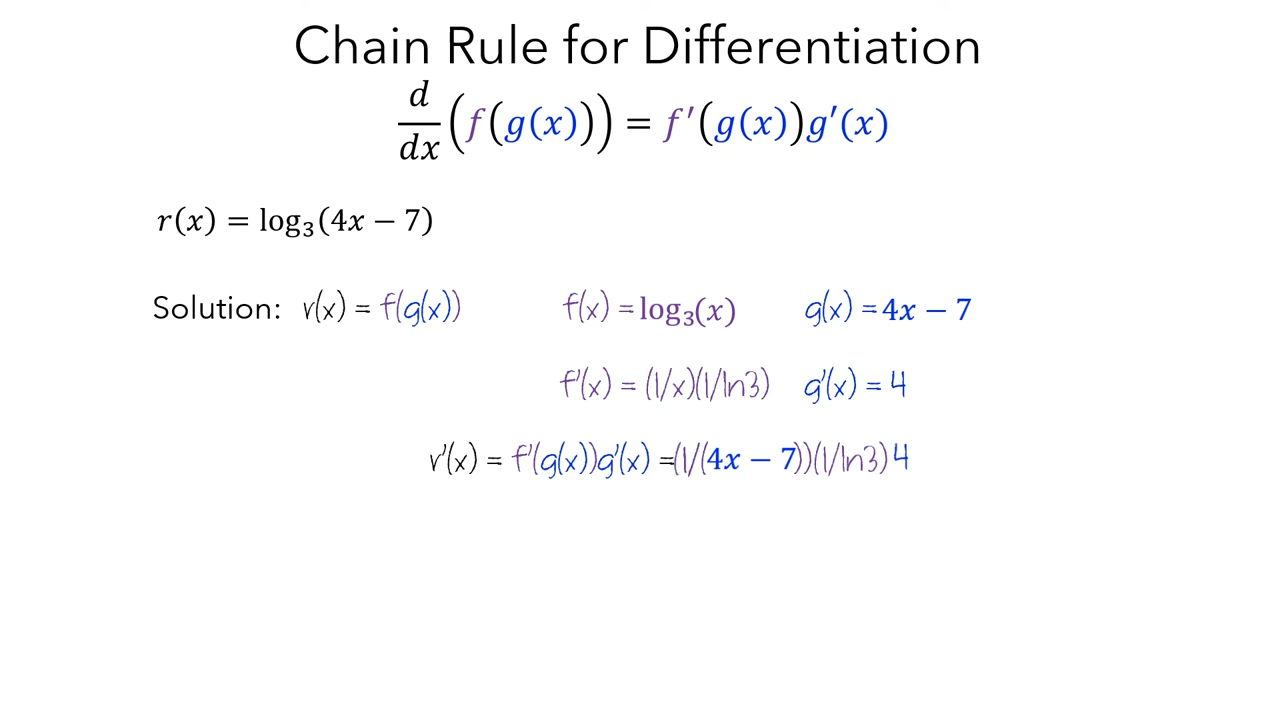 Chain Rule for Differentiation
d/dx (f(g(x))) = f′(g(x))g′(x)
r(x) = log₃(4x − 7)
Solution: r(x) = f(g(x)) f(x) = log₃(x) g(x) = 4x − 7
f'(x) = (1/x)(1/ln3) g'(x) = 4
r'(x) = f'(g(x))g'(x) =(1/(4x − 7))(1/ln3) 4